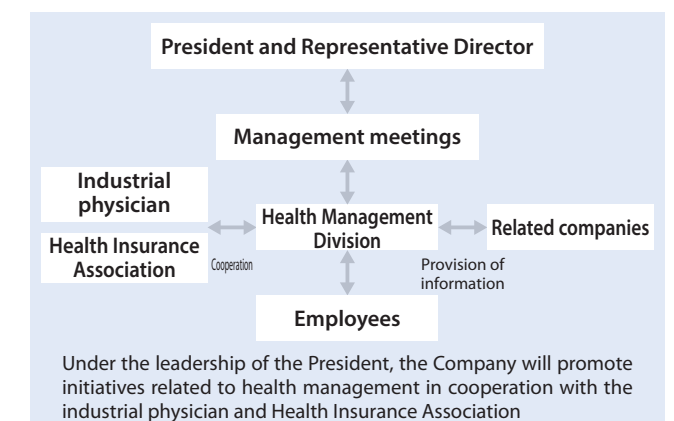 President and Representative Director
Management meetings
Industrial
physician
Health Insurance
Association
Cooperation
Health Management
Division
Related companies
Provision of
information
Employees
Under the leadership of the President, the Company will promote
initiatives related to health management in cooperation with the
industrial physician and Health Insurance Association